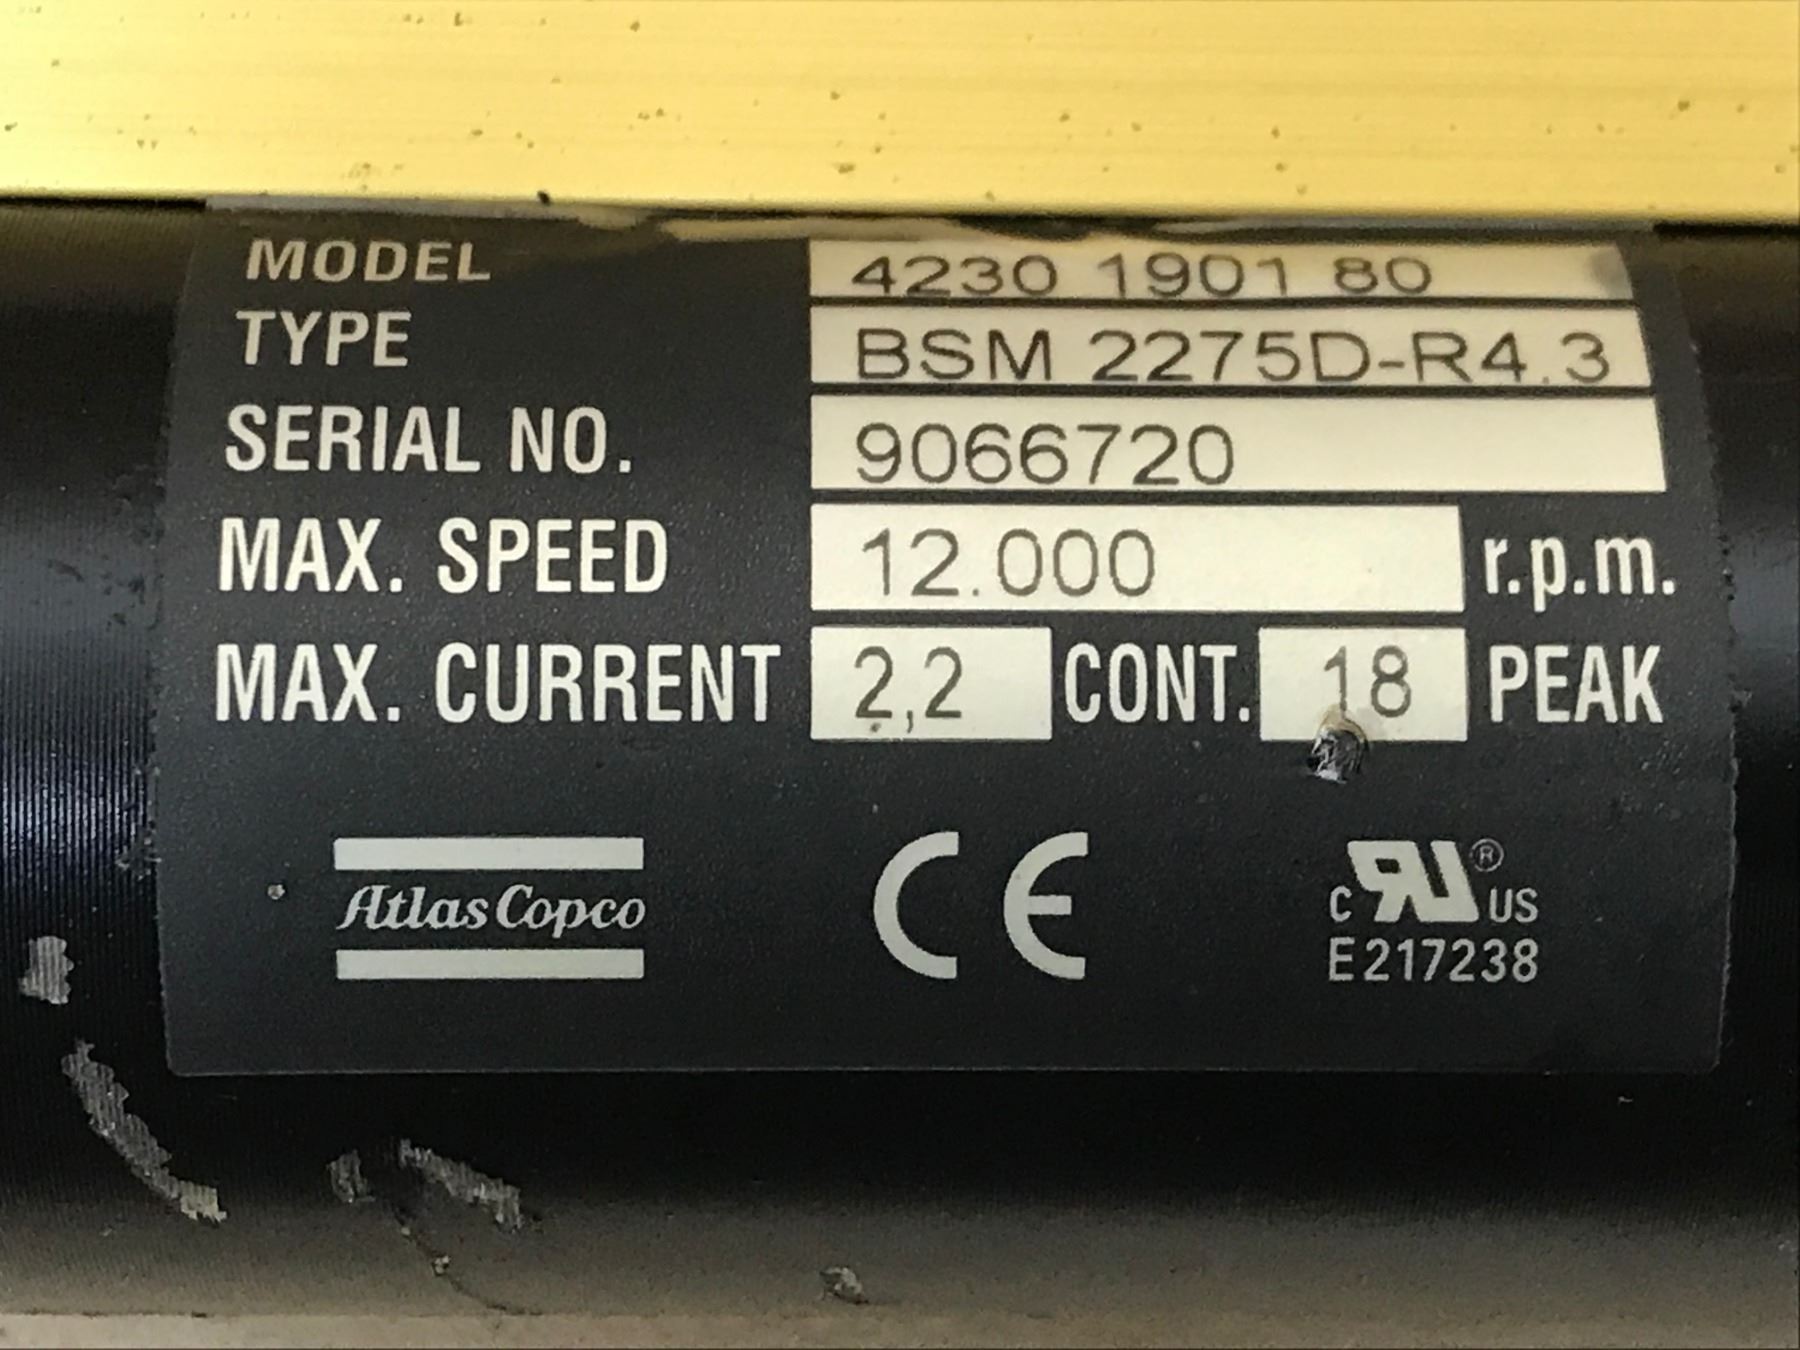 MODEL 4230 1901 80
TYPE BSM 2275D-R4.3
SERIAL NO. 9066720
MAX. SPEED 12.000 r.p.m.
MAX. CURRENT 2,2 CONT. 18 PEAK
Atlas Copco CE c RU ® US
E217238